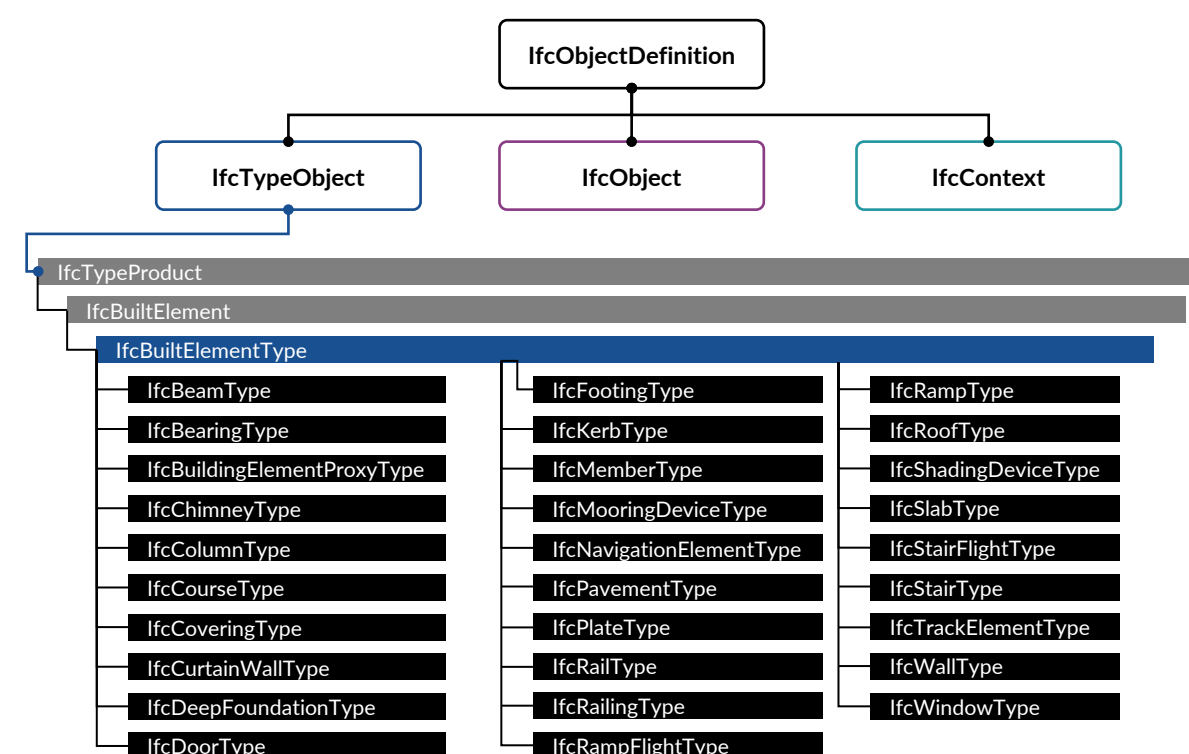 IfcObjectDefinition
IfcTypeObject
IfcObject
IfcContext
IfcTypeProduct
IfcBuiltElement
IfcBuiltElementType
IfcBeamType
IfcBearingType
IfcBuildingElementProxyType
IfcChimneyType
IfcColumnType
IfcCourseType
IfcCoveringType
IfcCurtainWallType
IfcDeepFoundationType
IfcDoorType
IfcFootingType
IfcKerbType
IfcMemberType
IfcMooringDeviceType
IfcNavigationElementType
IfcPavementType
IfcPlateType
IfcRailType
IfcRailingType
IfcRampFlightType
IfcRampType
IfcRoofType
IfcShadingDeviceType
IfcSlabType
IfcStairFlightType
IfcStairType
IfcTrackElementType
IfcWallType
IfcWindowType